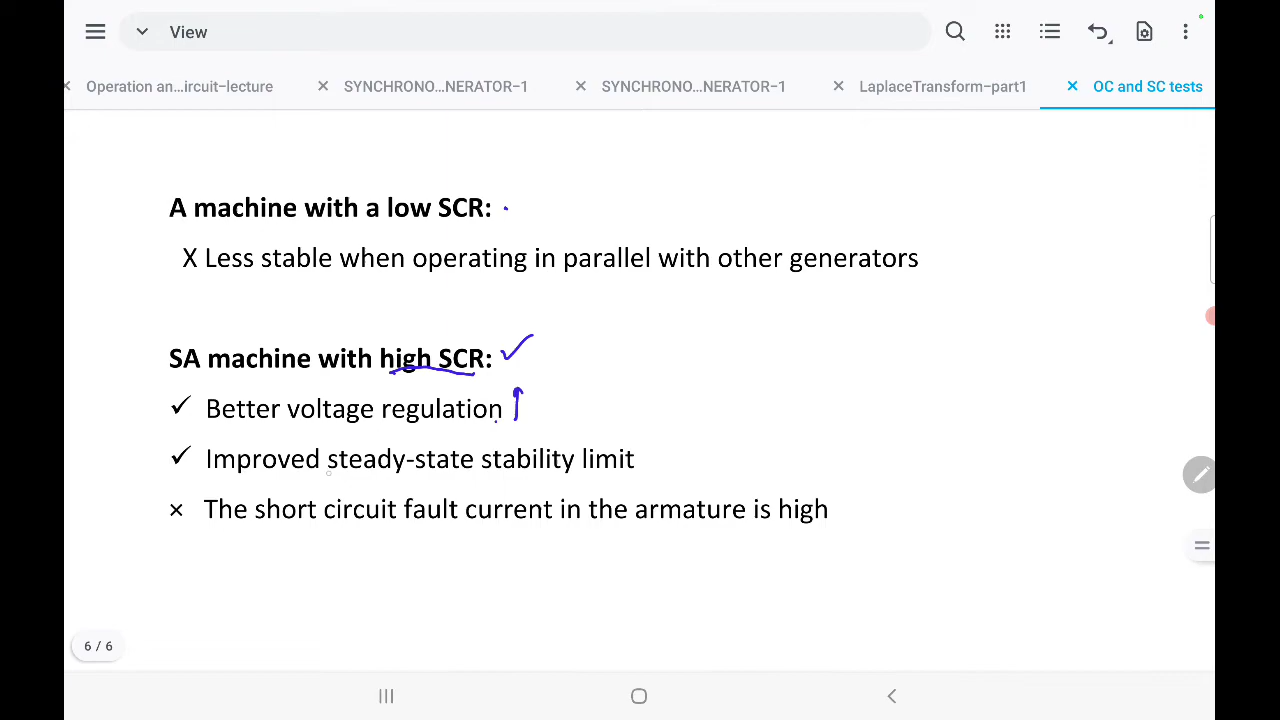 View
Operation an...ircuit-lecture
SYNCHRONO...NERATOR-1
SYNCHRONO...NERATOR-1
LaplaceTransform-part1
OC and SC tests
A machine with a low SCR:
X Less stable when operating in parallel with other generators
SA machine with high SCR:
✓ Better voltage regulation
✓ Improved steady-state stability limit
× The short circuit fault current in the armature is high
6 / 6